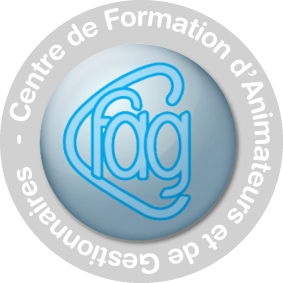 - Centre de Formation d'Animateurs et de Gestionnaires
Cfag